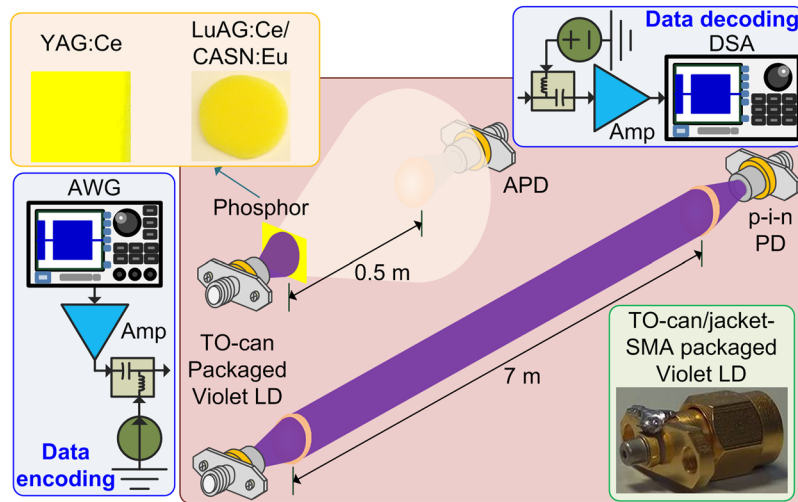 YAG:Ce
LuAG:Ce/
CASN:Eu
Data decoding
DSA
Amp
AWG
Amp
Data
encoding
Phosphor
APD
0.5 m
p-i-n
PD
TO-can
Packaged
Violet LD
7 m
TO-can/jacket-
SMA packaged
Violet LD